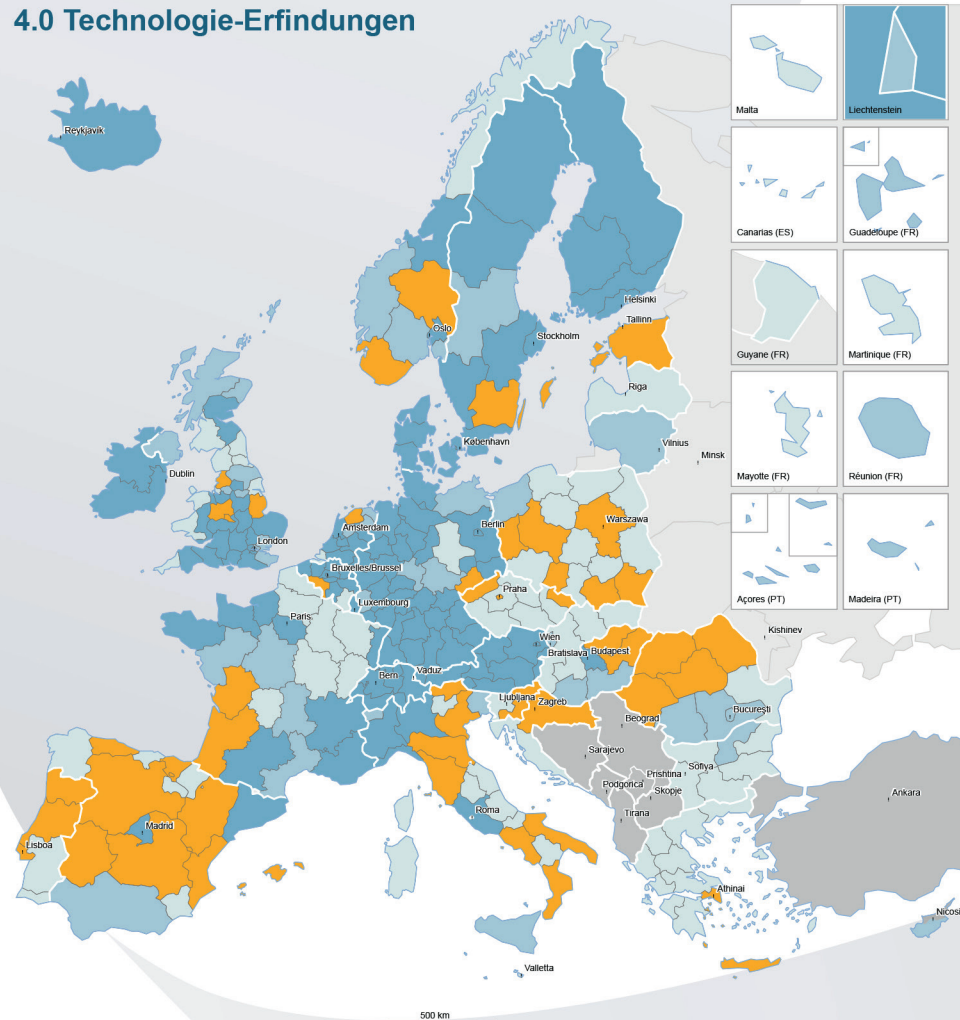 4.0 Technologie-Erfindungen
Malta
Liechtenstein
Reykjavik
Canarias (ES)
Guadeloupe (FR)
Helsinki
Tallinn
Oslo
Stockholm
Guyane (FR)
Martinique (FR)
Riga
København
Vilnius
Minsk
Dublin
Mayotte (FR)
Réunion (FR)
Amsterdam
Berlin
Warszawa
London
Bruxelles/Brussel
Praha
Luxembourg
Açores (PT)
Madeira (PT)
Paris
Kishinev
Wien
Bratislava
Budapest
Bern
Vaduz
Ljubljana
Zagreb
Bucureşti
Beograd
Sarajevo
Sofiya
Prishtina
Podgorica
Skopje
Ankara
Roma
Tirana
Madrid
Lisboa
Athinai
Nicosi
Valletta
500 km